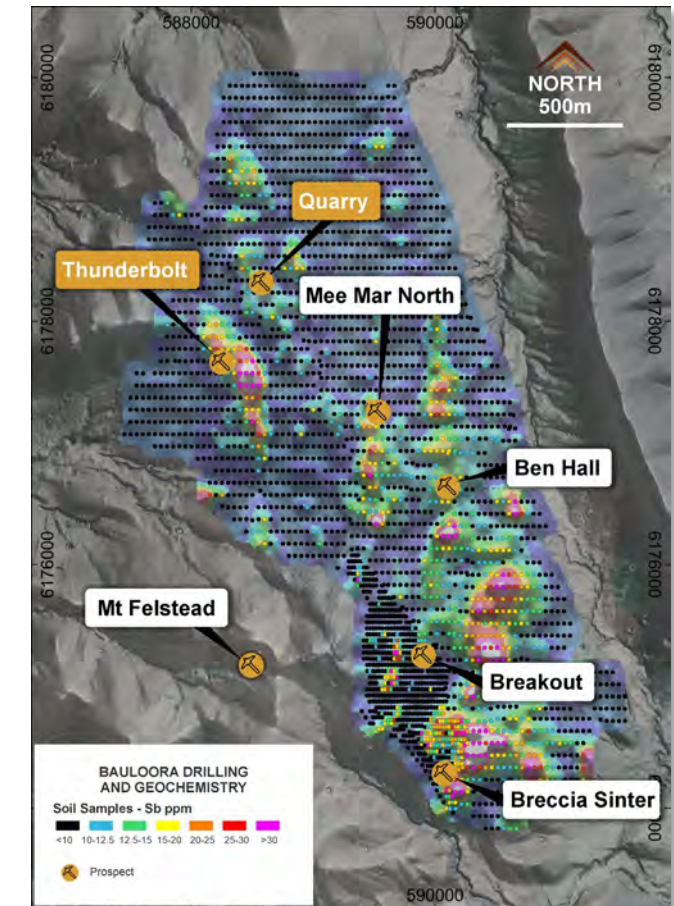 588000
590000
6180000
6180000
NORTH
500m
Quarry
Thunderbolt
Mee Mar North
6178000
6178000
Ben Hall
6176000
6176000
Mt Felstead
Breakout
Breccia Sinter
BAULOORA DRILLING
AND GEOCHEMISTRY
Soil Samples - Sb ppm
<10 10-12.5 12.5-15 15-20 20-25 25-30 >30
Prospect
590000